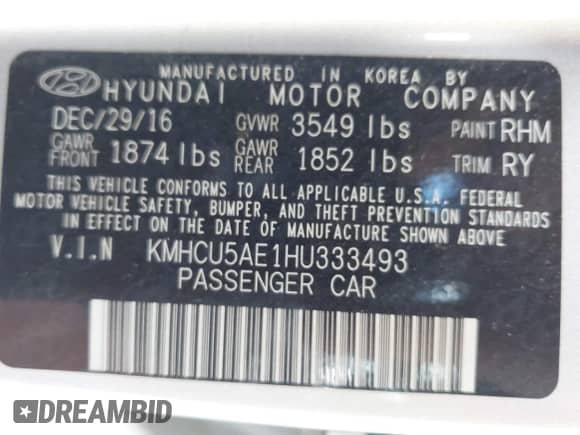 MANUFACTURED IN KOREA BY
HYUNDAI MOTOR COMPANY
DEC/29/16 GVWR 3549 lbs PAINT RHM
GAWR FRONT 1874 lbs GAWR REAR 1852 lbs TRIM RY
THIS VEHICLE CONFORMS TO ALL APPLICABLE U.S.A. FEDERAL
MOTOR VEHICLE SAFETY, BUMPER, AND THEFT PREVENTION STANDARDS
IN EFFECT ON THE DATE OF MANUFACTURE SHOWN ABOVE.
V.I.N KMHCU5AE1HU333493
PASSENGER CAR
DREAMBID